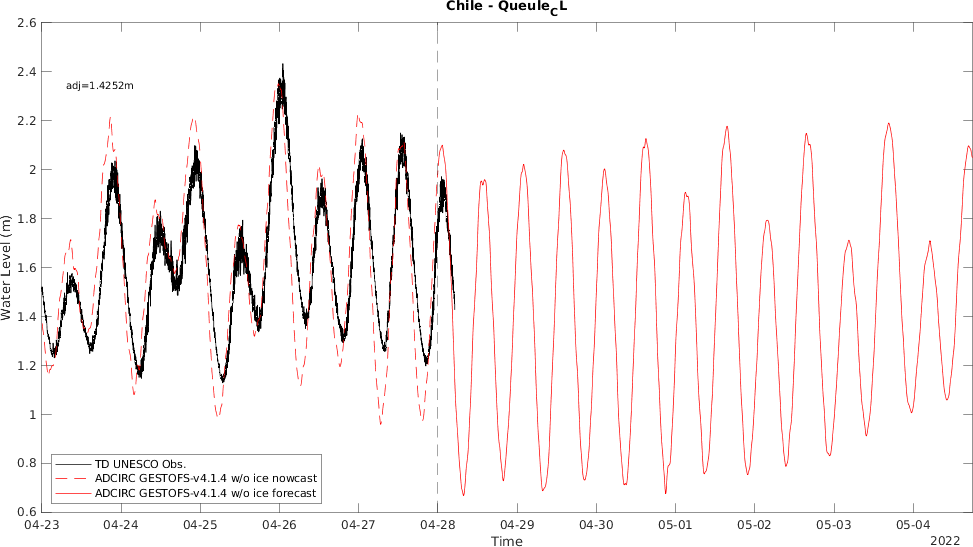 Chile - QueuleCL
2.6
2.4
2.2
2
1.8
1.6
1.4
1.2
1
0.8
0.6
Water Level (m)
adj=1.4252m
TD UNESCO Obs.
ADCIRC GESTOFS-v4.1.4 w/o ice nowcast
ADCIRC GESTOFS-v4.1.4 w/o ice forecast
04-23 04-24 04-25 04-26 04-27 04-28 04-29 04-30 05-01 05-02 05-03 05-04
Time
2022